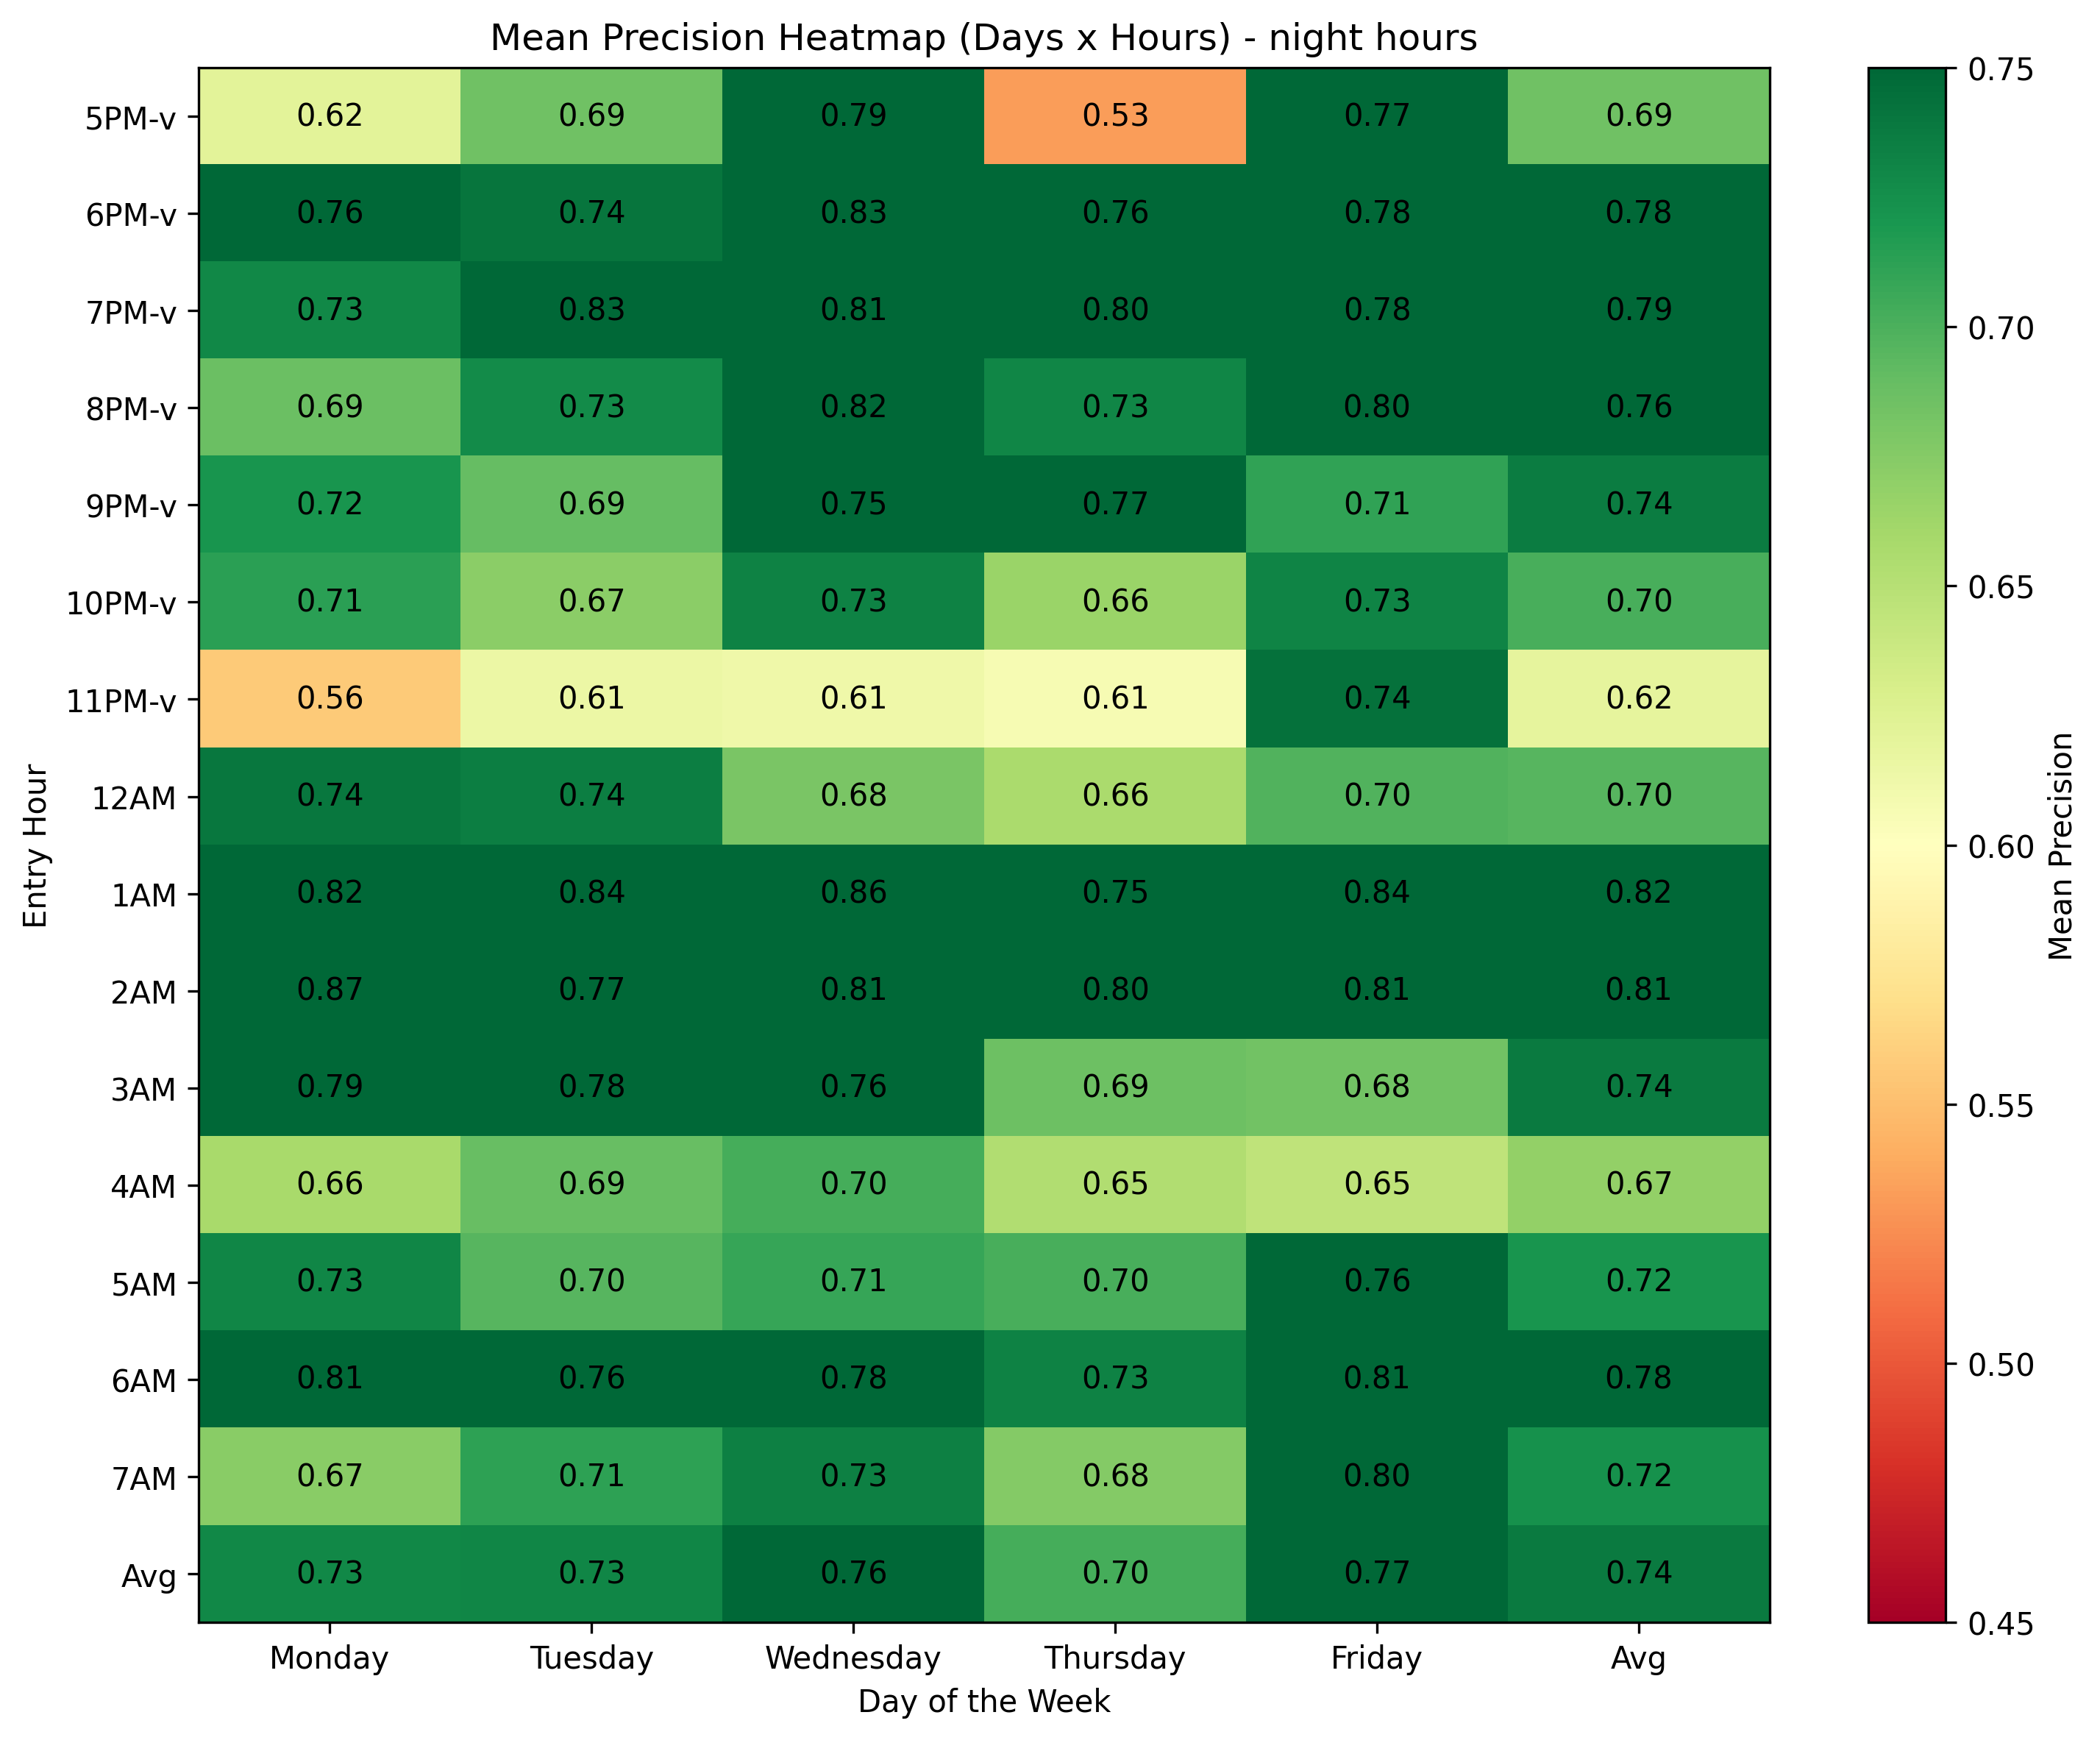 Mean Precision Heatmap (Days x Hours) - night hours
5PM-v 0.62 0.69 0.79 0.53 0.77 0.69
6PM-v 0.76 0.74 0.83 0.76 0.78 0.78
7PM-v 0.73 0.83 0.81 0.80 0.78 0.79
8PM-v 0.69 0.73 0.82 0.73 0.80 0.76
9PM-v 0.72 0.69 0.75 0.77 0.71 0.74
10PM-v 0.71 0.67 0.73 0.66 0.73 0.70
11PM-v 0.56 0.61 0.61 0.61 0.74 0.62
12AM 0.74 0.74 0.68 0.66 0.70 0.70
1AM 0.82 0.84 0.86 0.75 0.84 0.82
2AM 0.87 0.77 0.81 0.80 0.81 0.81
3AM 0.79 0.78 0.76 0.69 0.68 0.74
4AM 0.66 0.69 0.70 0.65 0.65 0.67
5AM 0.73 0.70 0.71 0.70 0.76 0.72
6AM 0.81 0.76 0.78 0.73 0.81 0.78
7AM 0.67 0.71 0.73 0.68 0.80 0.72
Avg 0.73 0.73 0.76 0.70 0.77 0.74
Monday Tuesday Wednesday Thursday Friday Avg
Day of the Week
Entry Hour
0.75
0.70
0.65
0.60
0.55
0.50
0.45
Mean Precision